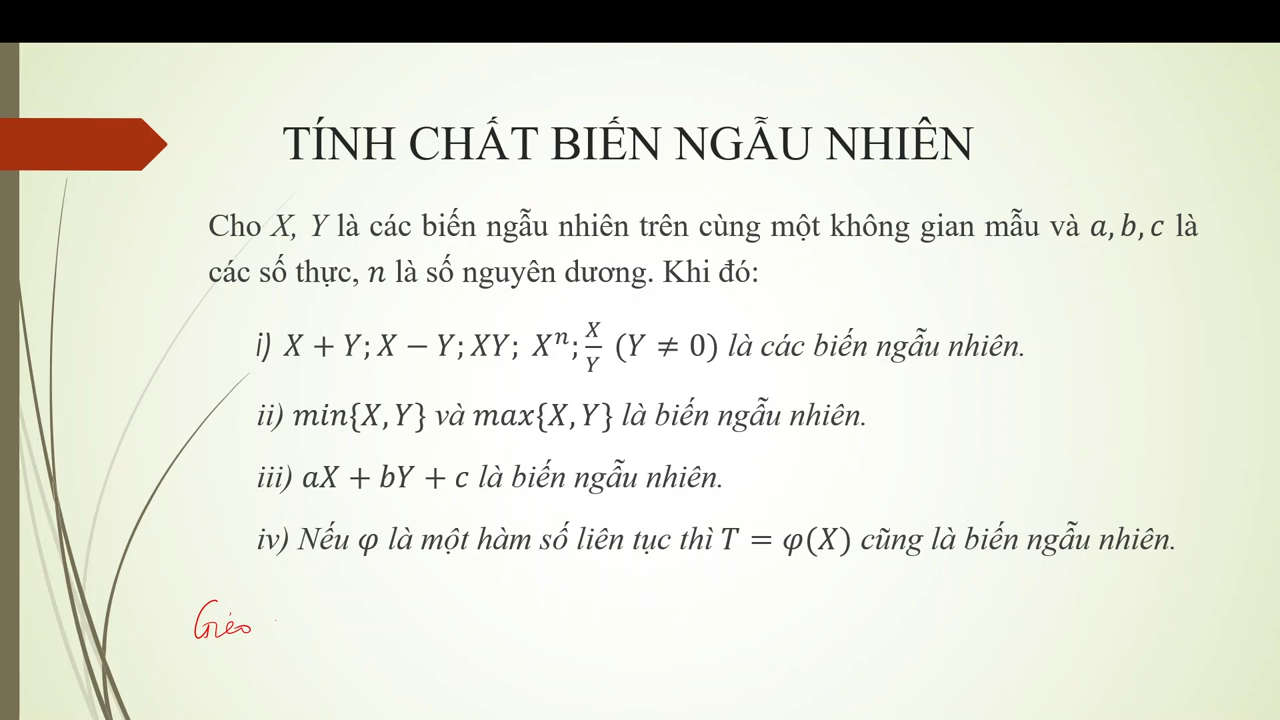 TÍNH CHẤT BIẾN NGẪU NHIÊN
Cho X, Y là các biến ngẫu nhiên trên cùng một không gian mẫu và a, b, c là
các số thực, n là số nguyên dương. Khi đó:
i) X + Y; X − Y; XY; Xⁿ; X/Y (Y ≠ 0) là các biến ngẫu nhiên.
ii) min{X, Y} và max{X, Y} là biến ngẫu nhiên.
iii) aX + bY + c là biến ngẫu nhiên.
iv) Nếu φ là một hàm số liên tục thì T = φ(X) cũng là biến ngẫu nhiên.
Gieo